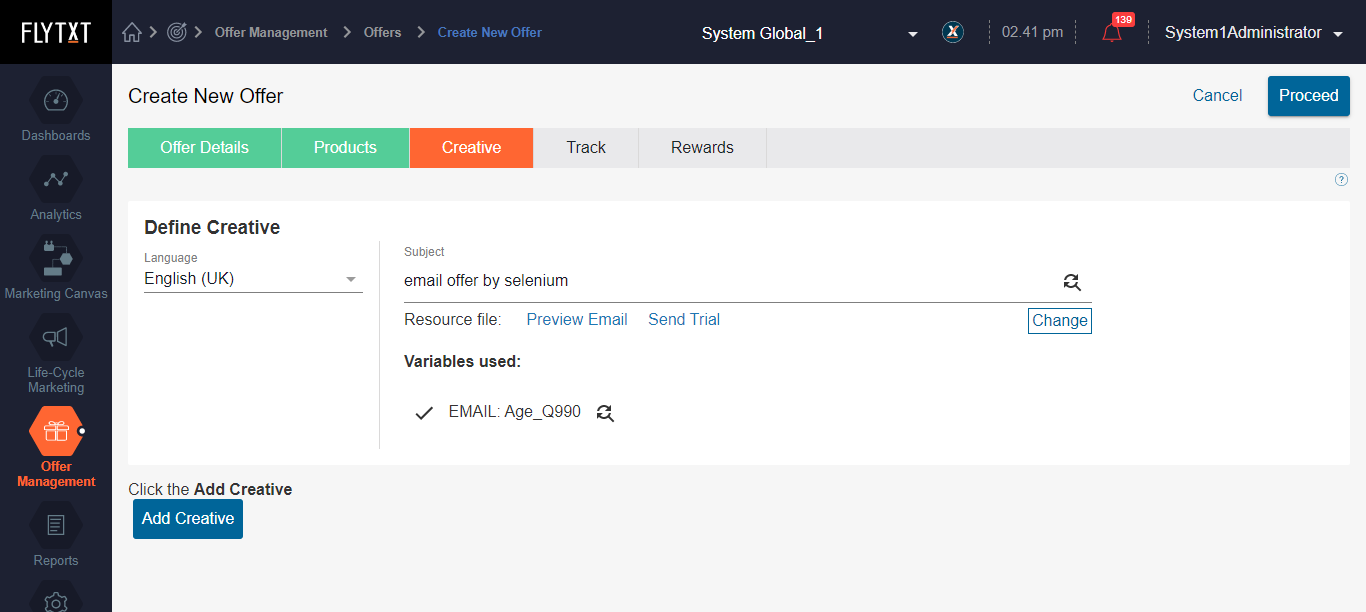 FLYTXT
Offer Management
Offers
Create New Offer
System Global_1
X
02.41 pm
139
System1Administrator
Dashboards
Analytics
Marketing Canvas
Life-Cycle
Marketing
Offer
Management
Reports
Create New Offer
Cancel
Proceed
Offer Details
Products
Creative
Track
Rewards
?
Define Creative
Language
English (UK)
Subject
email offer by selenium
Resource file:
Preview Email
Send Trial
Change
Variables used:
EMAIL: Age_Q990
Click the Add Creative
Add Creative